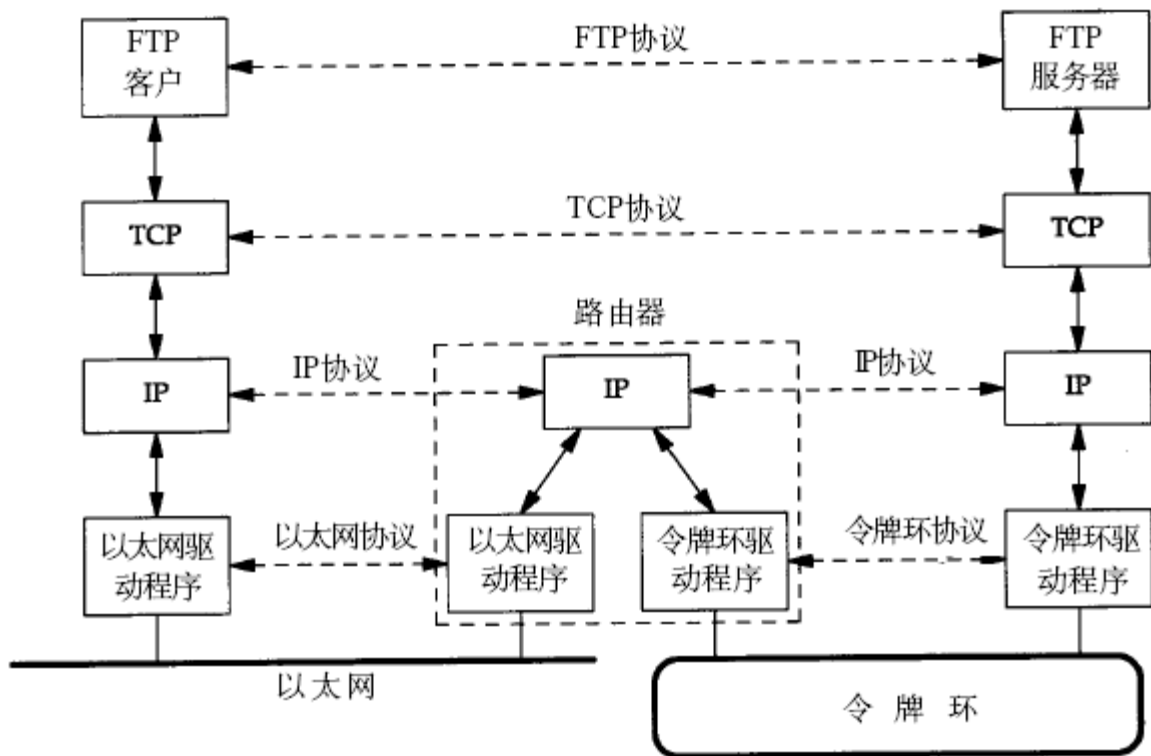 FTP
客户
FTP协议
FTP
服务器
TCP
TCP协议
TCP
路由器
IP
IP协议
IP
IP协议
IP
以太网驱
动程序
以太网协议
以太网驱
动程序
令牌环驱
动程序
令牌环协议
令牌环驱
动程序
以太网
令牌环